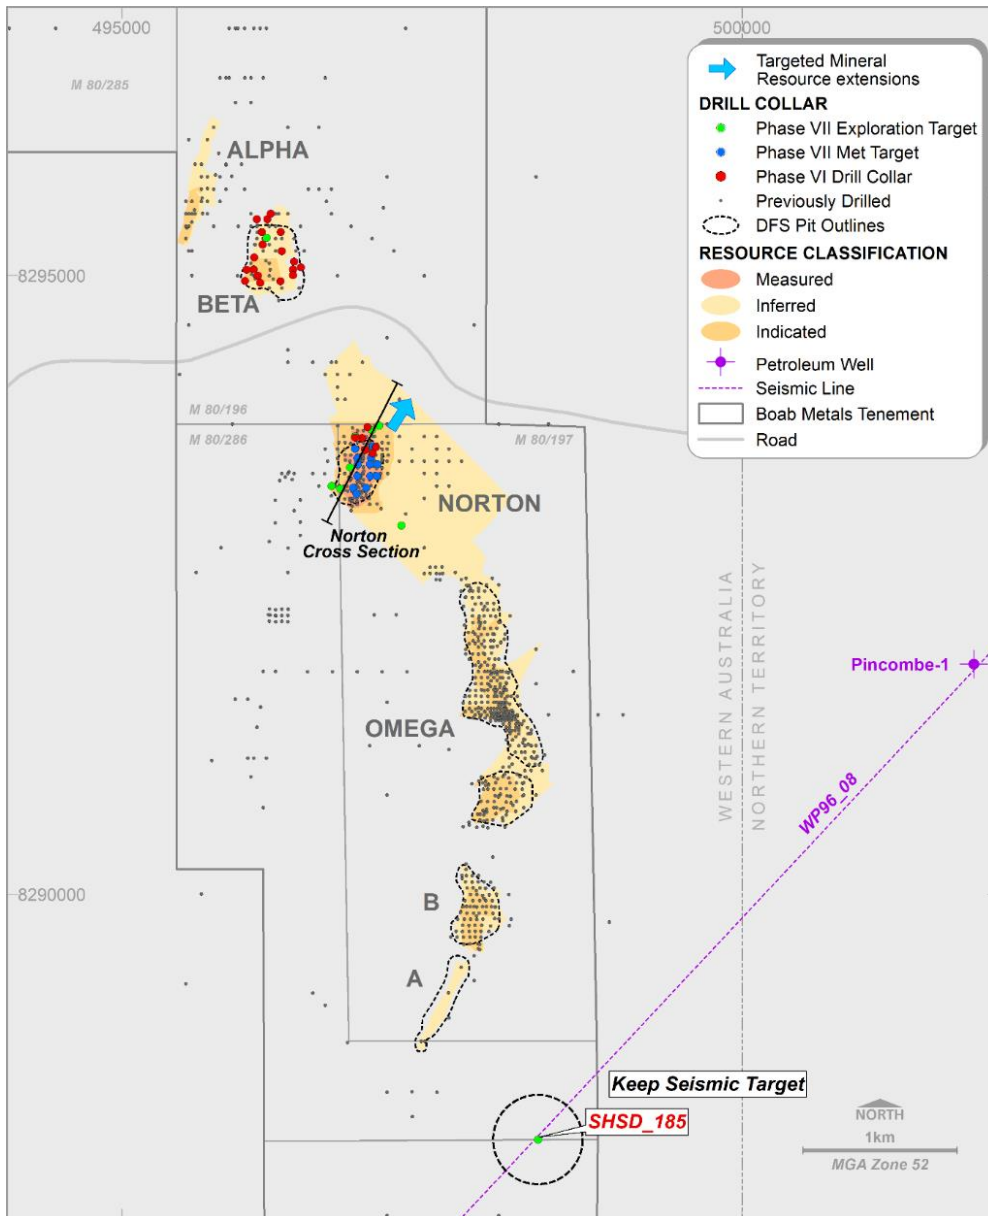 495000
500000
M 80/285
ALPHA
8295000
BETA
M 80/196
M 80/286
M 80/197
NORTON
Norton
Cross Section
OMEGA
WESTERN AUSTRALIA
NORTHERN TERRITORY
Pincombe-1
WP96_08
8290000
B
A
Keep Seismic Target
SHSD_185
NORTH
1km
MGA Zone 52
Targeted Mineral
Resource extensions
DRILL COLLAR
Phase VII Exploration Target
Phase VII Met Target
Phase VI Drill Collar
Previously Drilled
DFS Pit Outlines
RESOURCE CLASSIFICATION
Measured
Inferred
Indicated
Petroleum Well
Seismic Line
Boab Metals Tenement
Road